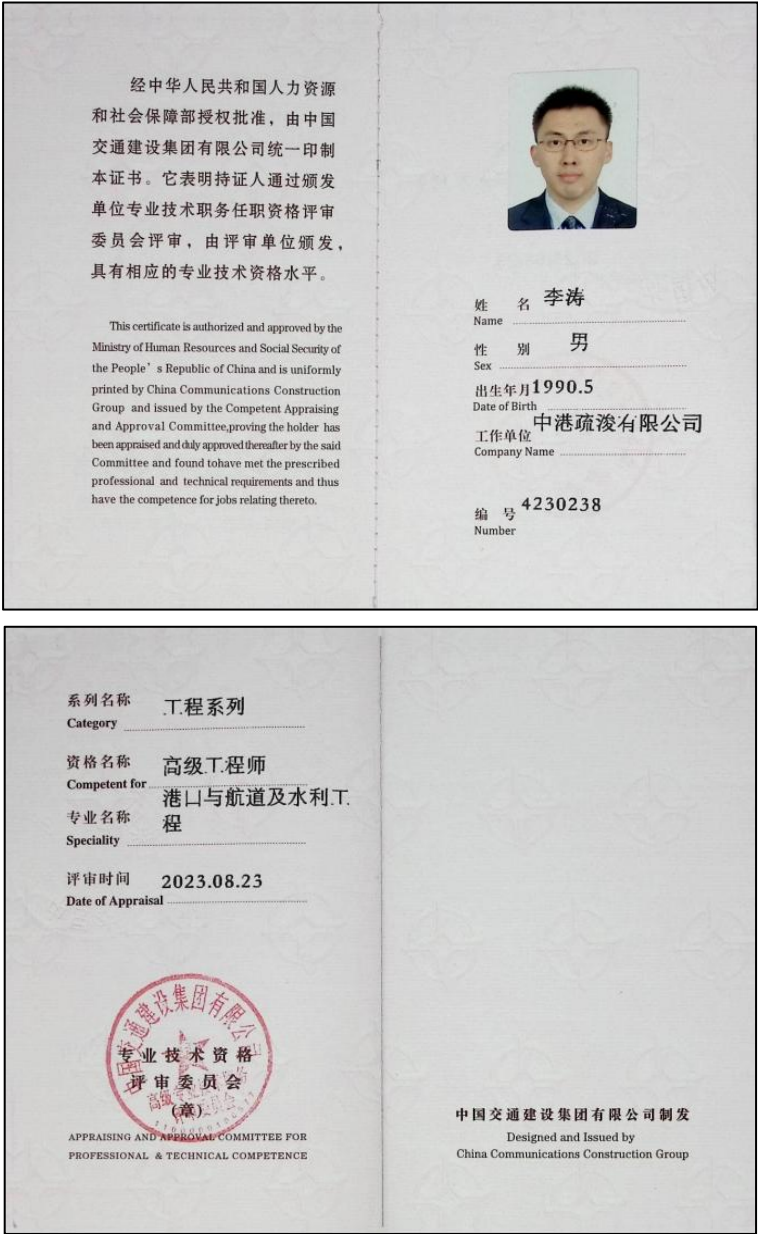 经中华人民共和国人力资源
和社会保障部授权批准，由中国
交通建设集团有限公司统一印制
本证书。它表明持证人通过颁发
单位专业技术职务任职资格评审
委员会评审，由评审单位颁发，
具有相应的专业技术资格水平。
This certificate is authorized and approved by the
Ministry of Human Resources and Social Security of
the People's Republic of China and is uniformly
printed by China Communications Construction
Group and issued by the Competent Appraising
and Approval Committee,proving the holder has
been appraised and duly approved thereafter by the said
Committee and found tohave met the prescribed
professional and technical requirements and thus
have the competence for jobs relating thereto.
姓 名 李涛
Name
性 别 男
Sex
出生年月 1990.5
Date of Birth
工作单位 中港疏浚有限公司
Company Name
编 号 4230238
Number
系列名称 工程系列
Category
资格名称 高级工程师
Competent for
专业名称 港口与航道及水利工
程
Speciality
评审时间 2023.08.23
Date of Appraisal
中国交通建设集团有限公司
专业技术资格
评审委员会
(章)
APPRAISING AND APPROVAL COMMITTEE FOR
PROFESSIONAL & TECHNICAL COMPETENCE
中国交通建设集团有限公司制发
Designed and Issued by
China Communications Construction Group